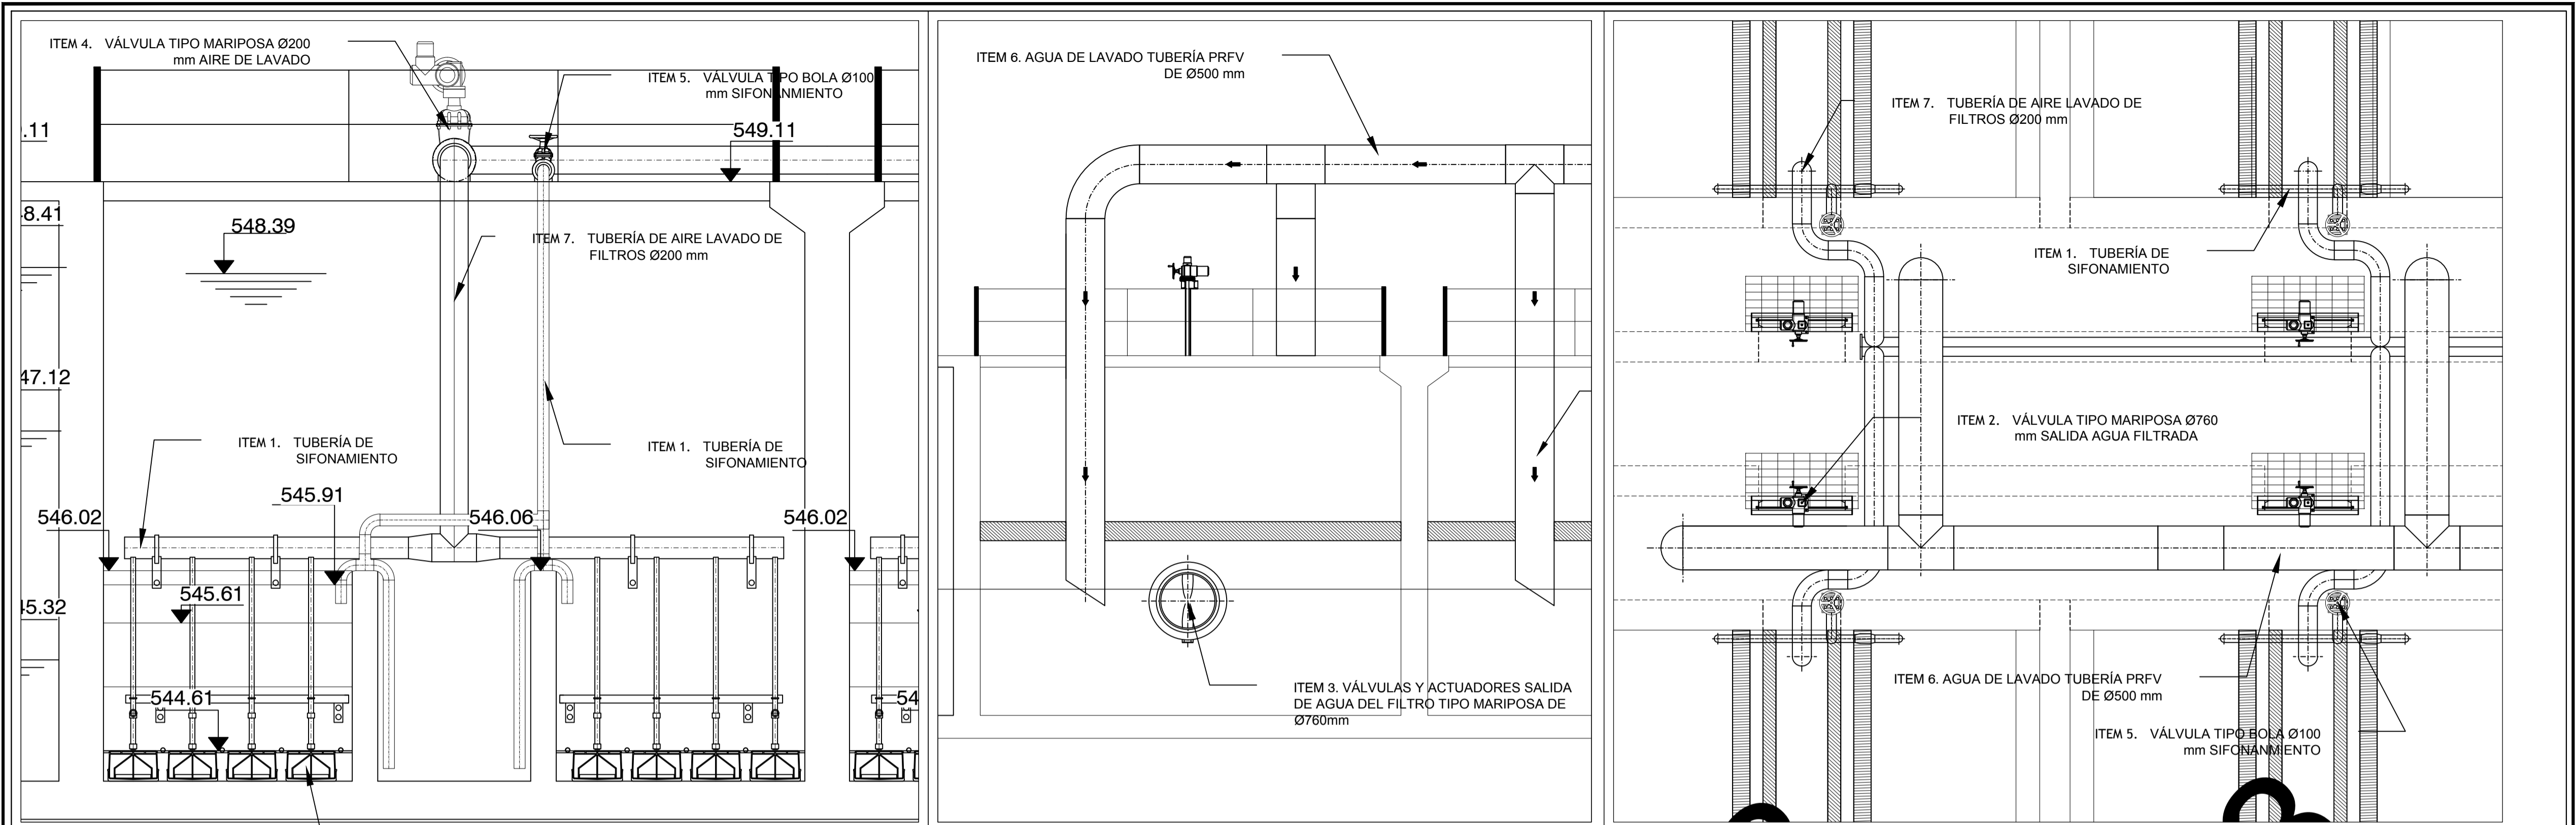 ITEM 4. VÁLVULA TIPO MARIPOSA Ø200
mm AIRE DE LAVADO
ITEM 5. VÁLVULA TIPO BOLA Ø100
mm SIFONANMIENTO
.11
549.11
8.41
548.39
ITEM 7. TUBERÍA DE AIRE LAVADO DE
FILTROS Ø200 mm
47.12
ITEM 1. TUBERÍA DE
SIFONAMIENTO
ITEM 1. TUBERÍA DE
SIFONAMIENTO
545.91
546.02
546.06
546.02
545.61
45.32
544.61
54
ITEM 6. AGUA DE LAVADO TUBERÍA PRFV
DE Ø500 mm
ITEM 3. VÁLVULAS Y ACTUADORES SALIDA
DE AGUA DEL FILTRO TIPO MARIPOSA DE
Ø760mm
ITEM 7. TUBERÍA DE AIRE LAVADO DE
FILTROS Ø200 mm
ITEM 1. TUBERÍA DE
SIFONAMIENTO
ITEM 2. VÁLVULA TIPO MARIPOSA Ø760
mm SALIDA AGUA FILTRADA
ITEM 6. AGUA DE LAVADO TUBERÍA PRFV
DE Ø500 mm
ITEM 5. VÁLVULA TIPO BOLA Ø100
mm SIFONANMIENTO